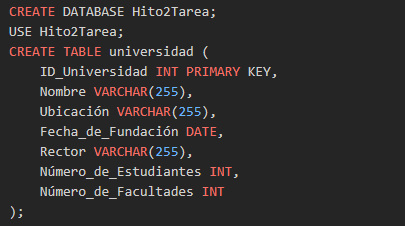 CREATE DATABASE Hito2Tarea;
USE Hito2Tarea;
CREATE TABLE universidad (
    ID_Universidad INT PRIMARY KEY,
    Nombre VARCHAR(255),
    Ubicación VARCHAR(255),
    Fecha_de_Fundación DATE,
    Rector VARCHAR(255),
    Número_de_Estudiantes INT,
    Número_de_Facultades INT
);